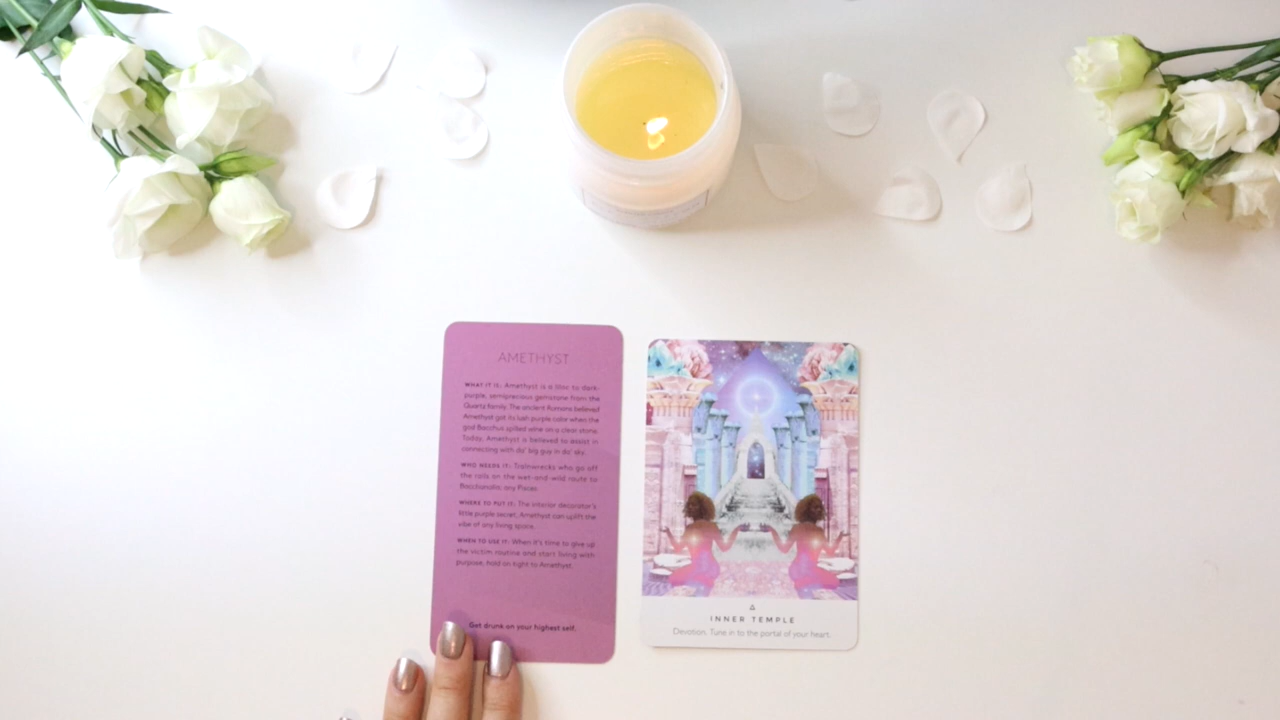 AMETHYST
WHAT IT IS: Amethyst is a lilac to dark-
purple, semiprecious gemstone from the
Quartz family. The ancient Romans believed
Amethyst got its lush purple color when the
god Bacchus spilled wine on a clear stone.
Today, Amethyst is believed to assist in
connecting with da' big guy in da' sky.
WHO NEEDS IT: Trainwrecks who go off
the rails on the wet-and-wild route to
Bacchanalia; any Pisces.
WHERE TO PUT IT: The interior decorator's
little purple secret, Amethyst can uplift the
vibe of any living space.
WHEN TO USE IT: When it's time to give up
the victim routine and start living with
purpose, hold on tight to Amethyst.
Get drunk on your highest self.
INNER TEMPLE
Devotion. Tune in to the portal of your heart.